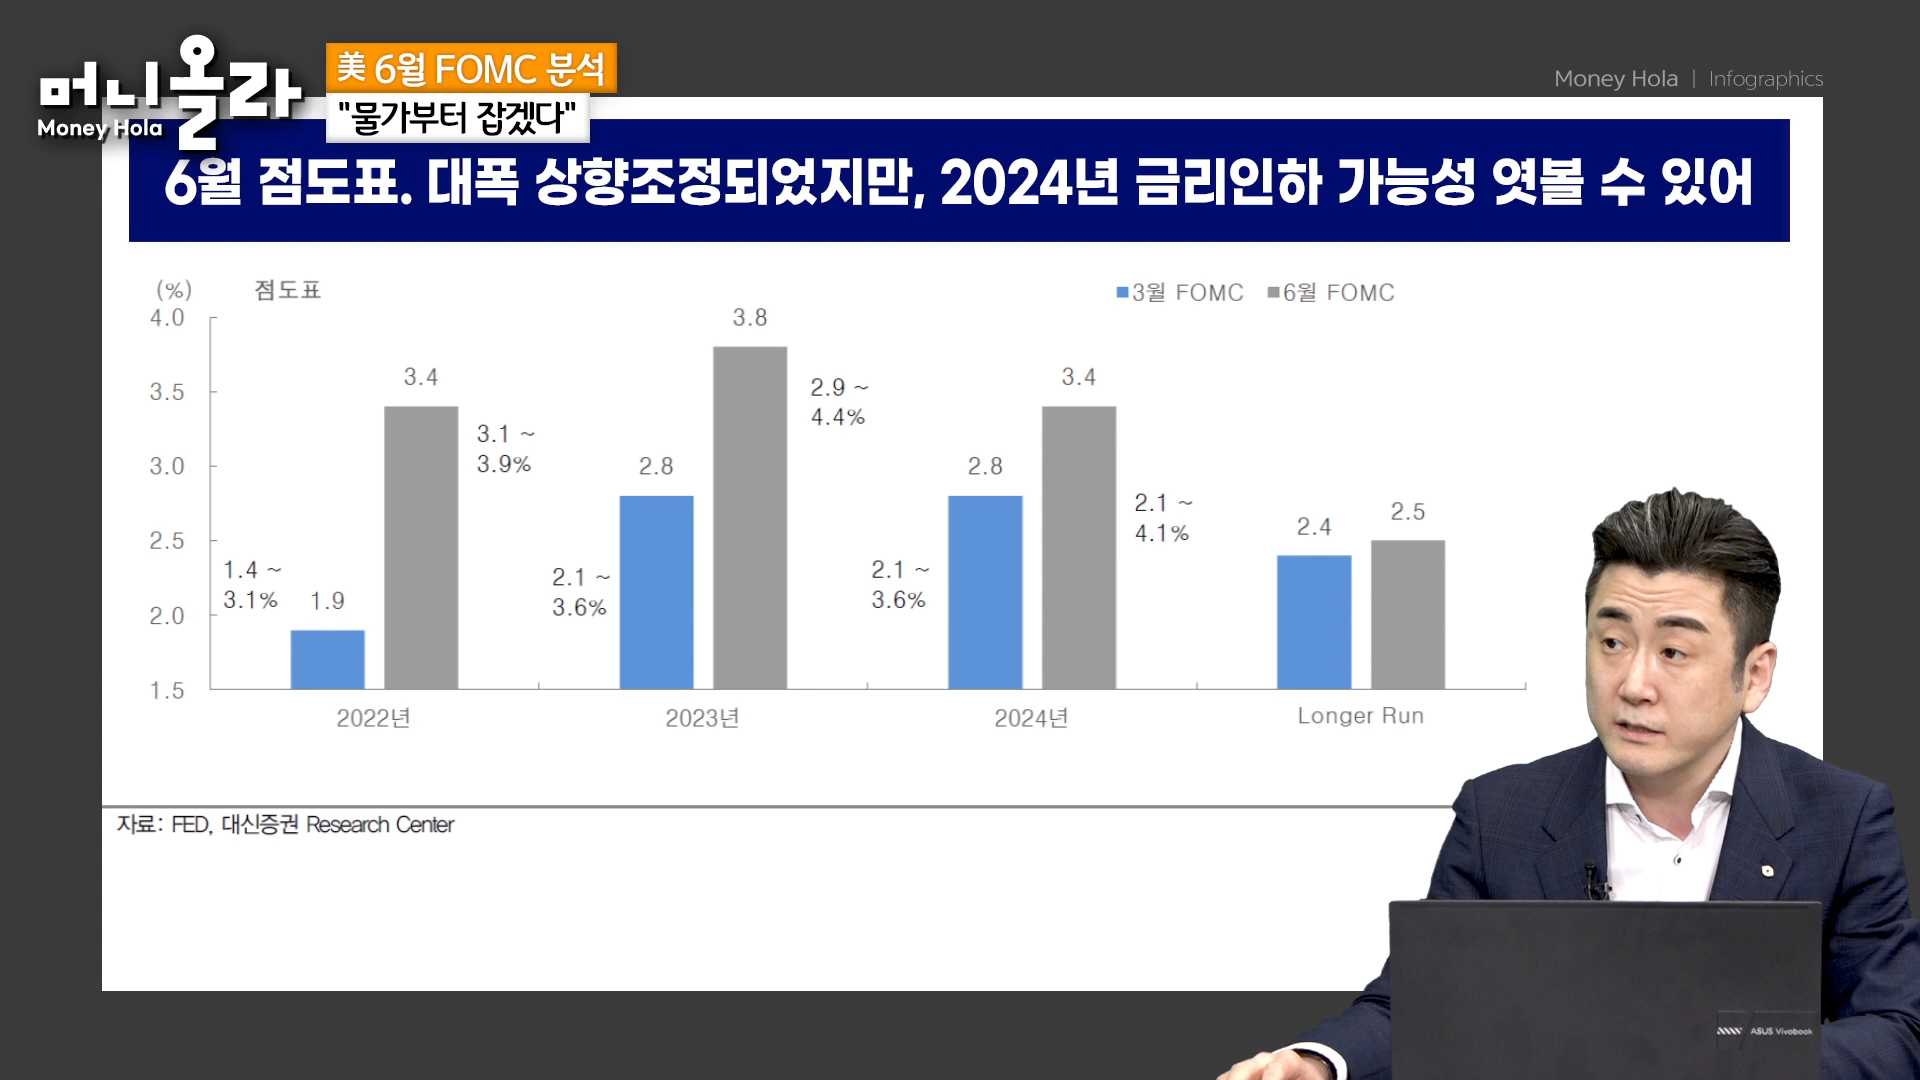 머니올라
Money Hola
美 6월 FOMC 분석
"물가부터 잡겠다"
Money Hola | Infographics
6월 점도표. 대폭 상향조정되었지만, 2024년 금리인하 가능성 엿볼 수 있어
(%)
점도표
■3월 FOMC ■6월 FOMC
4.0
3.5
3.0
2.5
2.0
1.5
1.4 ~
3.1%
1.9
3.4
3.1 ~
3.9%
2.1 ~
3.6%
2.8
3.8
2.9 ~
4.4%
2.1 ~
3.6%
2.8
3.4
2.1 ~
4.1%
2.4
2.5
2022년
2023년
2024년
Longer Run
자료: FED, 대신증권 Research Center
ASUS Vivobook